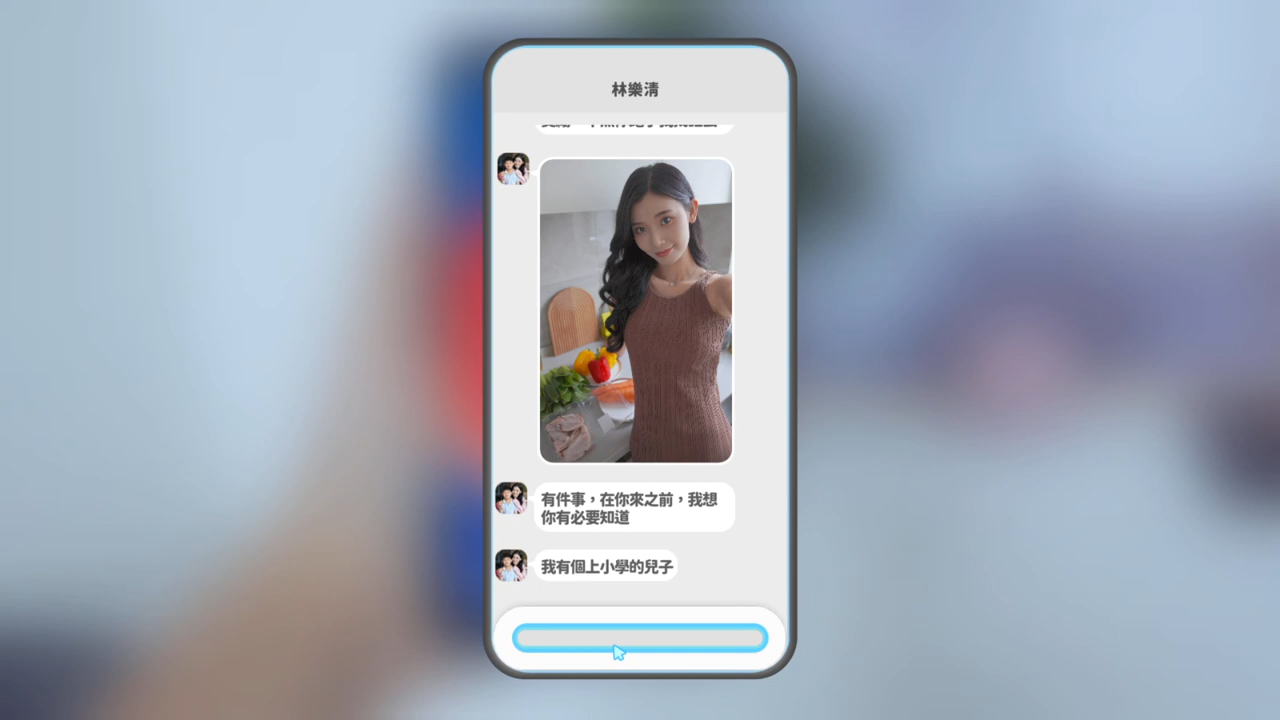 林樂清
有件事，在你來之前，我想
你有必要知道
我有個上小學的兒子